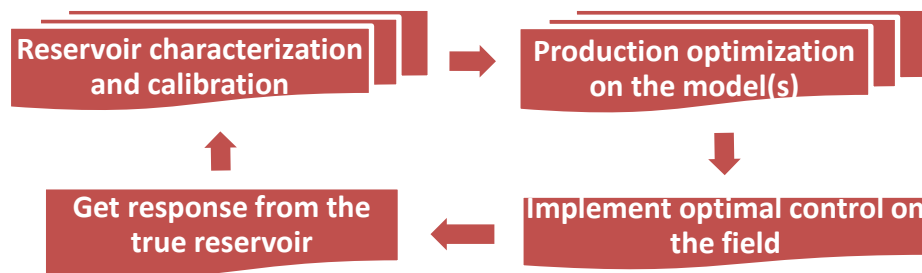 Reservoir characterization
and calibration
Production optimization
on the model(s)
Get response from the
true reservoir
Implement optimal control on
the field